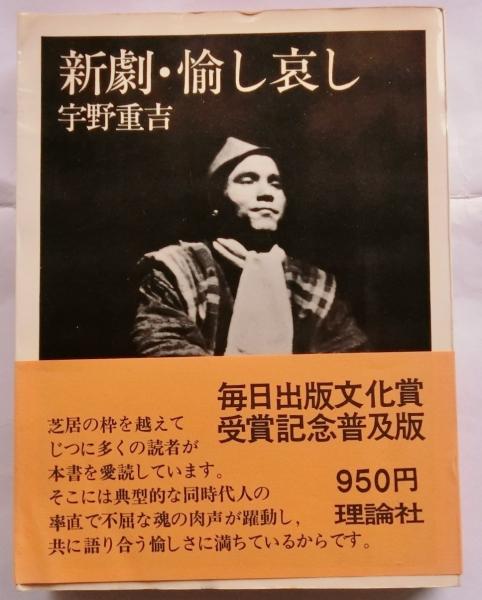 新劇・愉し哀し
宇野重吉
毎日出版文化賞
受賞記念普及版
芝居の枠を越えて
じつに多くの読者が
本書を愛読しています。
そこには典型的な同時代人の
率直で不屈な魂の肉声が躍動し，
共に語り合う愉しさに満ちているからです。
950円
理論社